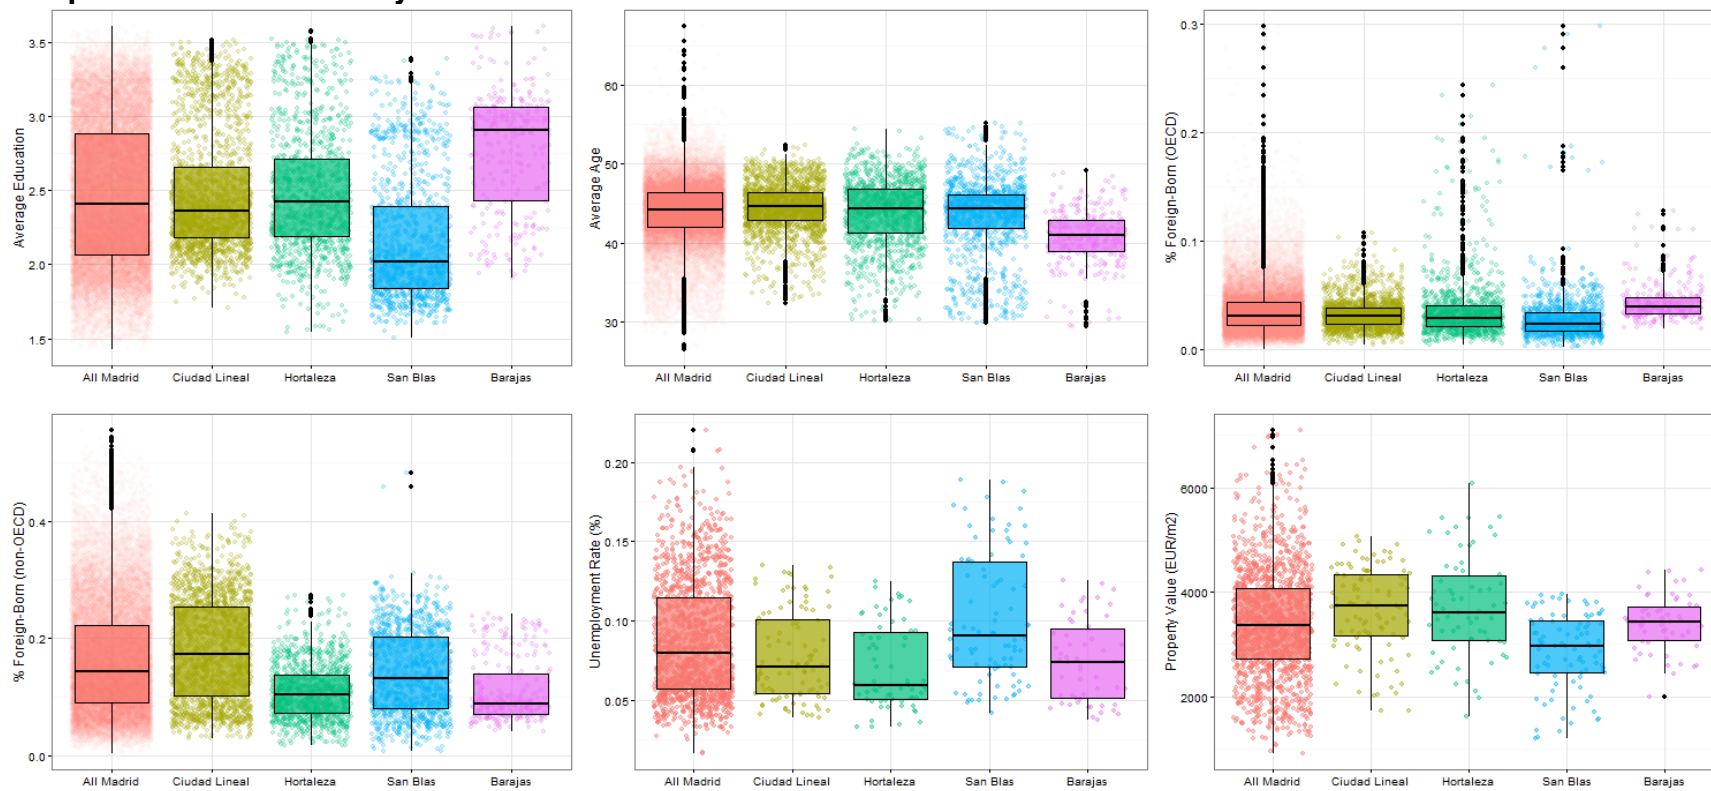 Average Education
3.5
3.0
2.5
2.0
1.5
All Madrid Ciudad Lineal Hortaleza San Blas Barajas
Average Age
60
50
40
30
All Madrid Ciudad Lineal Hortaleza San Blas Barajas
% Foreign-Born (OECD)
0.3
0.2
0.1
0.0
All Madrid Ciudad Lineal Hortaleza San Blas Barajas
% Foreign-Born (non-OECD)
0.4
0.2
0.0
All Madrid Ciudad Lineal Hortaleza San Blas Barajas
Unemployment Rate (%)
0.20
0.15
0.10
0.05
All Madrid Ciudad Lineal Hortaleza San Blas Barajas
Property Value (EUR/m2)
6000
4000
2000
All Madrid Ciudad Lineal Hortaleza San Blas Barajas